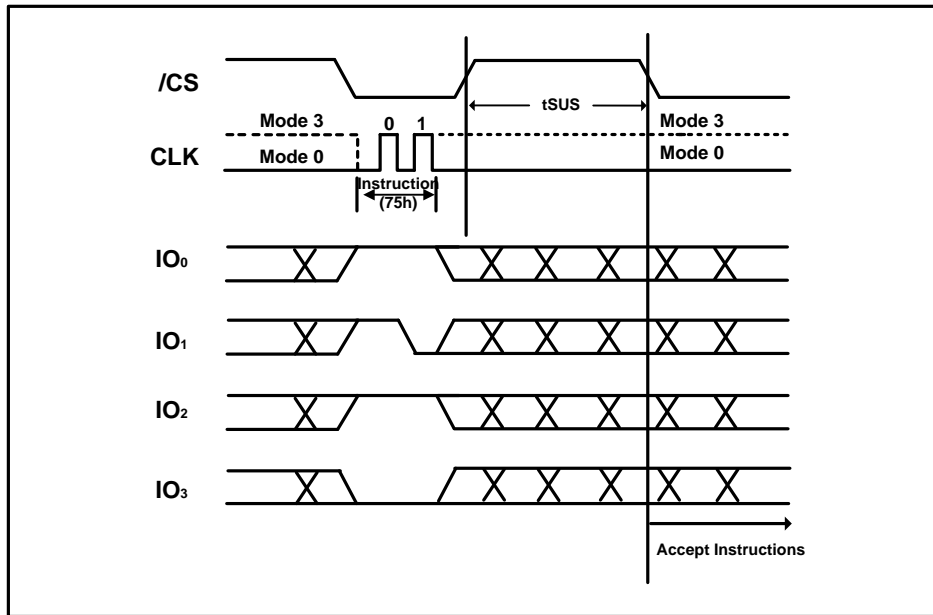 /CS
tSUS
Mode 3
0 1
Mode 3
CLK
Mode 0
Mode 0
Instruction
(75h)
IO₀
IO₁
IO₂
IO₃
Accept Instructions